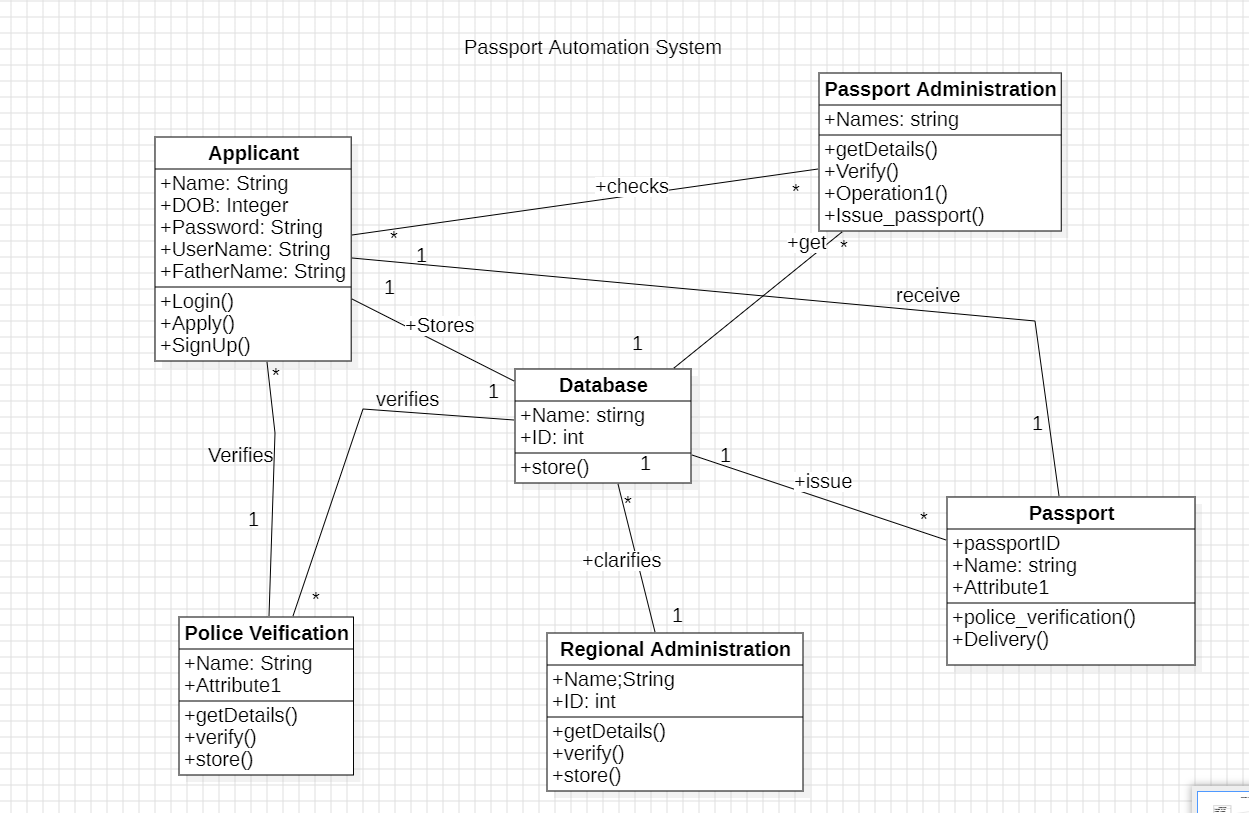 Passport Automation System
Passport Administration
+Names: string
+getDetails()
+Verify()
+Operation1()
+Issue_passport()
Applicant
+Name: String
+DOB: Integer
+Password: String
+UserName: String
+FatherName: String
+Login()
+Apply()
+SignUp()
+checks
*
*
1
receive
1
+get
*
1
1
+Stores
1
Database
+Name: stirng
+ID: int
+store()
1
verifies
*
*
Verifies
1
1
+issue
*
*
+clarifies
1
Passport
+passportID
+Name: string
+Attribute1
+police_verification()
+Delivery()
Police Veification
+Name: String
+Attribute1
+getDetails()
+verify()
+store()
Regional Administration
+Name;String
+ID: int
+getDetails()
+verify()
+store()